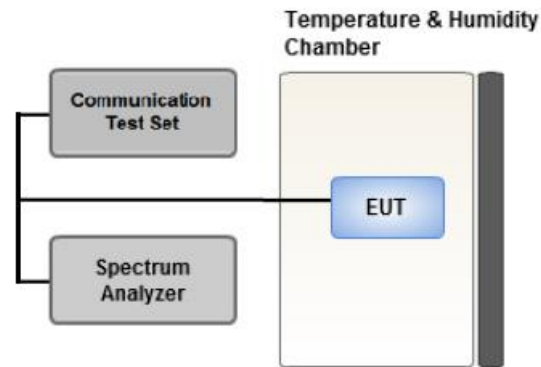 Temperature & Humidity
Chamber
Communication
Test Set
EUT
Spectrum
Analyzer